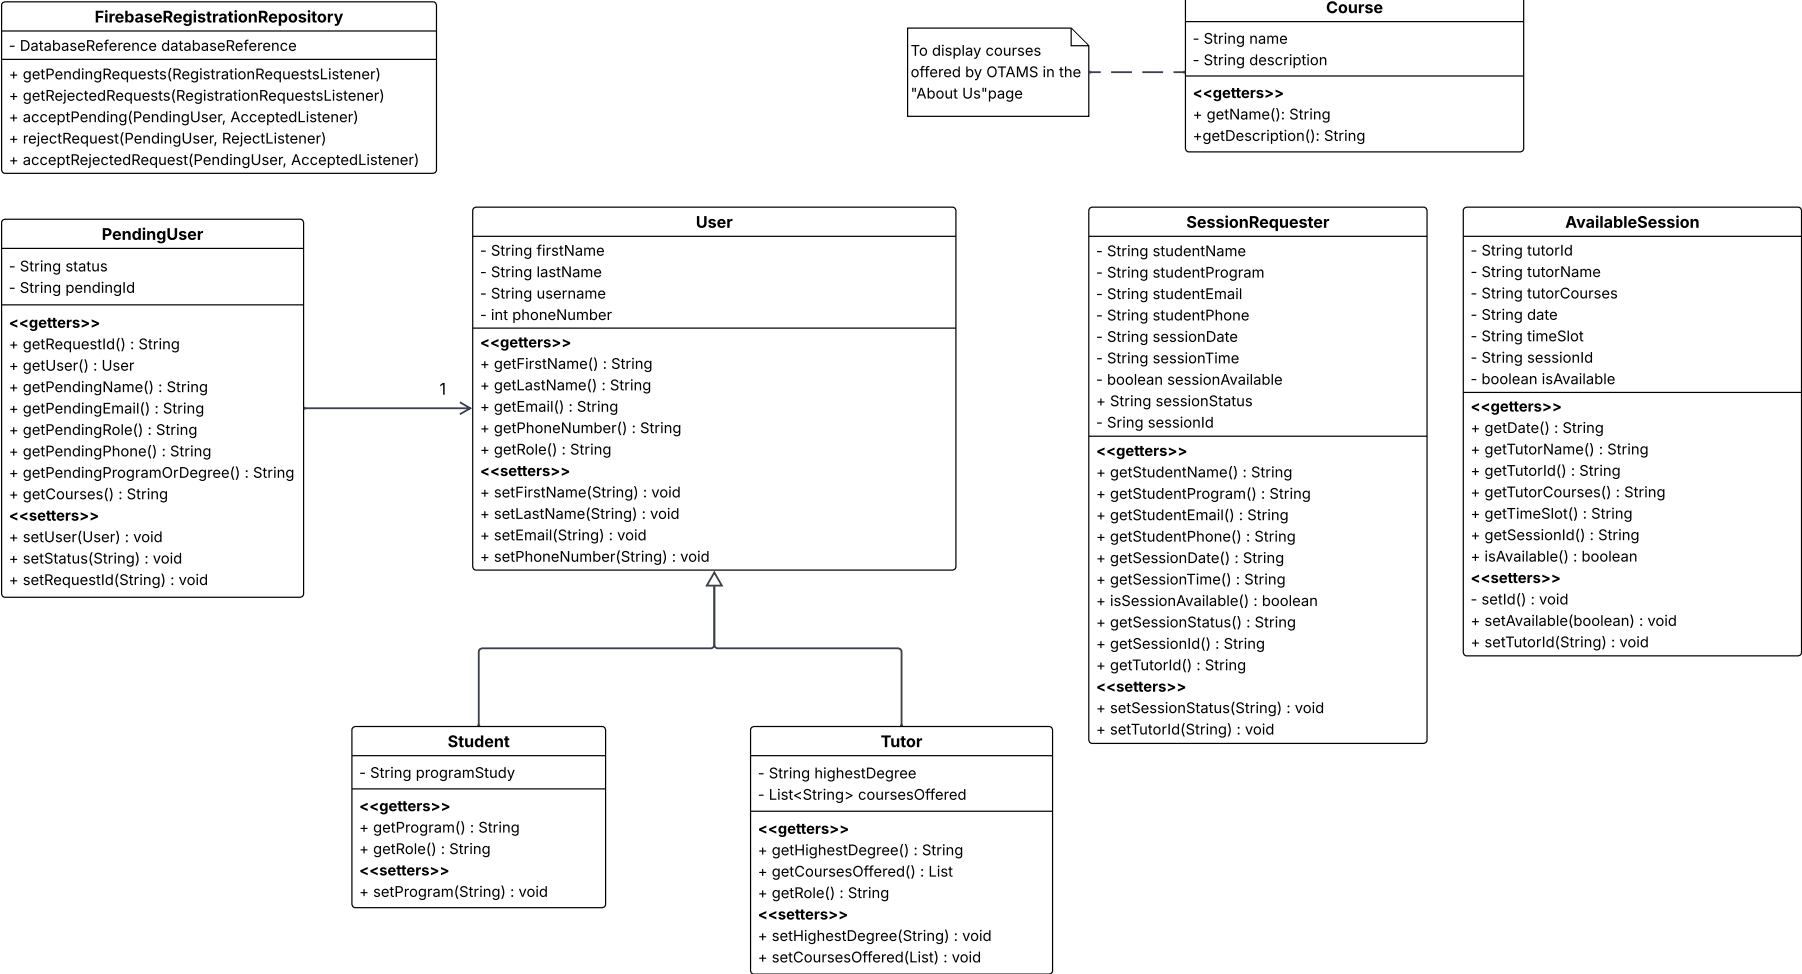 FirebaseRegistrationRepository
- DatabaseReference databaseReference
+ getPendingRequests(RegistrationRequestsListener)
+ getRejectedRequests(RegistrationRequestsListener)
+ acceptPending(PendingUser, AcceptedListener)
+ rejectRequest(PendingUser, RejectListener)
+ acceptRejectedRequest(PendingUser, AcceptedListener)
To display courses
offered by OTAMS in the
"About Us"page
Course
- String name
- String description
<<getters>>
+ getName(): String
+getDescription(): String
PendingUser
- String status
- String pendingId
<<getters>>
+ getRequestId() : String
+ getUser() : User
+ getPendingName() : String
+ getPendingEmail() : String
+ getPendingRole() : String
+ getPendingPhone() : String
+ getPendingProgramOrDegree() : String
+ getCourses() : String
<<setters>>
+ setUser(User) : void
+ setStatus(String) : void
+ setRequestId(String) : void
1
User
- String firstName
- String lastName
- String username
- int phoneNumber
<<getters>>
+ getFirstName() : String
+ getLastName() : String
+ getEmail() : String
+ getPhoneNumber() : String
+ getRole() : String
<<setters>>
+ setFirstName(String) : void
+ setLastName(String) : void
+ setEmail(String) : void
+ setPhoneNumber(String) : void
SessionRequester
- String studentName
- String studentProgram
- String studentEmail
- String studentPhone
- String sessionDate
- String sessionTime
- boolean sessionAvailable
+ String sessionStatus
- Sring sessionId
<<getters>>
+ getStudentName() : String
+ getStudentProgram() : String
+ getStudentEmail() : String
+ getStudentPhone() : String
+ getSessionDate() : String
+ getSessionTime() : String
+ isSessionAvailable() : boolean
+ getSessionStatus() : String
+ getSessionId() : String
+ getTutorId() : String
<<setters>>
+ setSessionStatus(String) : void
+ setTutorId(String) : void
AvailableSession
- String tutorId
- String tutorName
- String tutorCourses
- String date
- String timeSlot
- String sessionId
- boolean isAvailable
<<getters>>
+ getDate() : String
+ getTutorName() : String
+ getTutorId() : String
+ getTutorCourses() : String
+ getTimeSlot() : String
+ getSessionId() : String
+ isAvailable() : boolean
<<setters>>
- setId() : void
+ setAvailable(boolean) : void
+ setTutorId(String) : void
Student
- String programStudy
<<getters>>
+ getProgram() : String
+ getRole() : String
<<setters>>
+ setProgram(String) : void
Tutor
- String highestDegree
- List<String> coursesOffered
<<getters>>
+ getHighestDegree() : String
+ getCoursesOffered() : List
+ getRole() : String
<<setters>>
+ setHighestDegree(String) : void
+ setCoursesOffered(List) : void